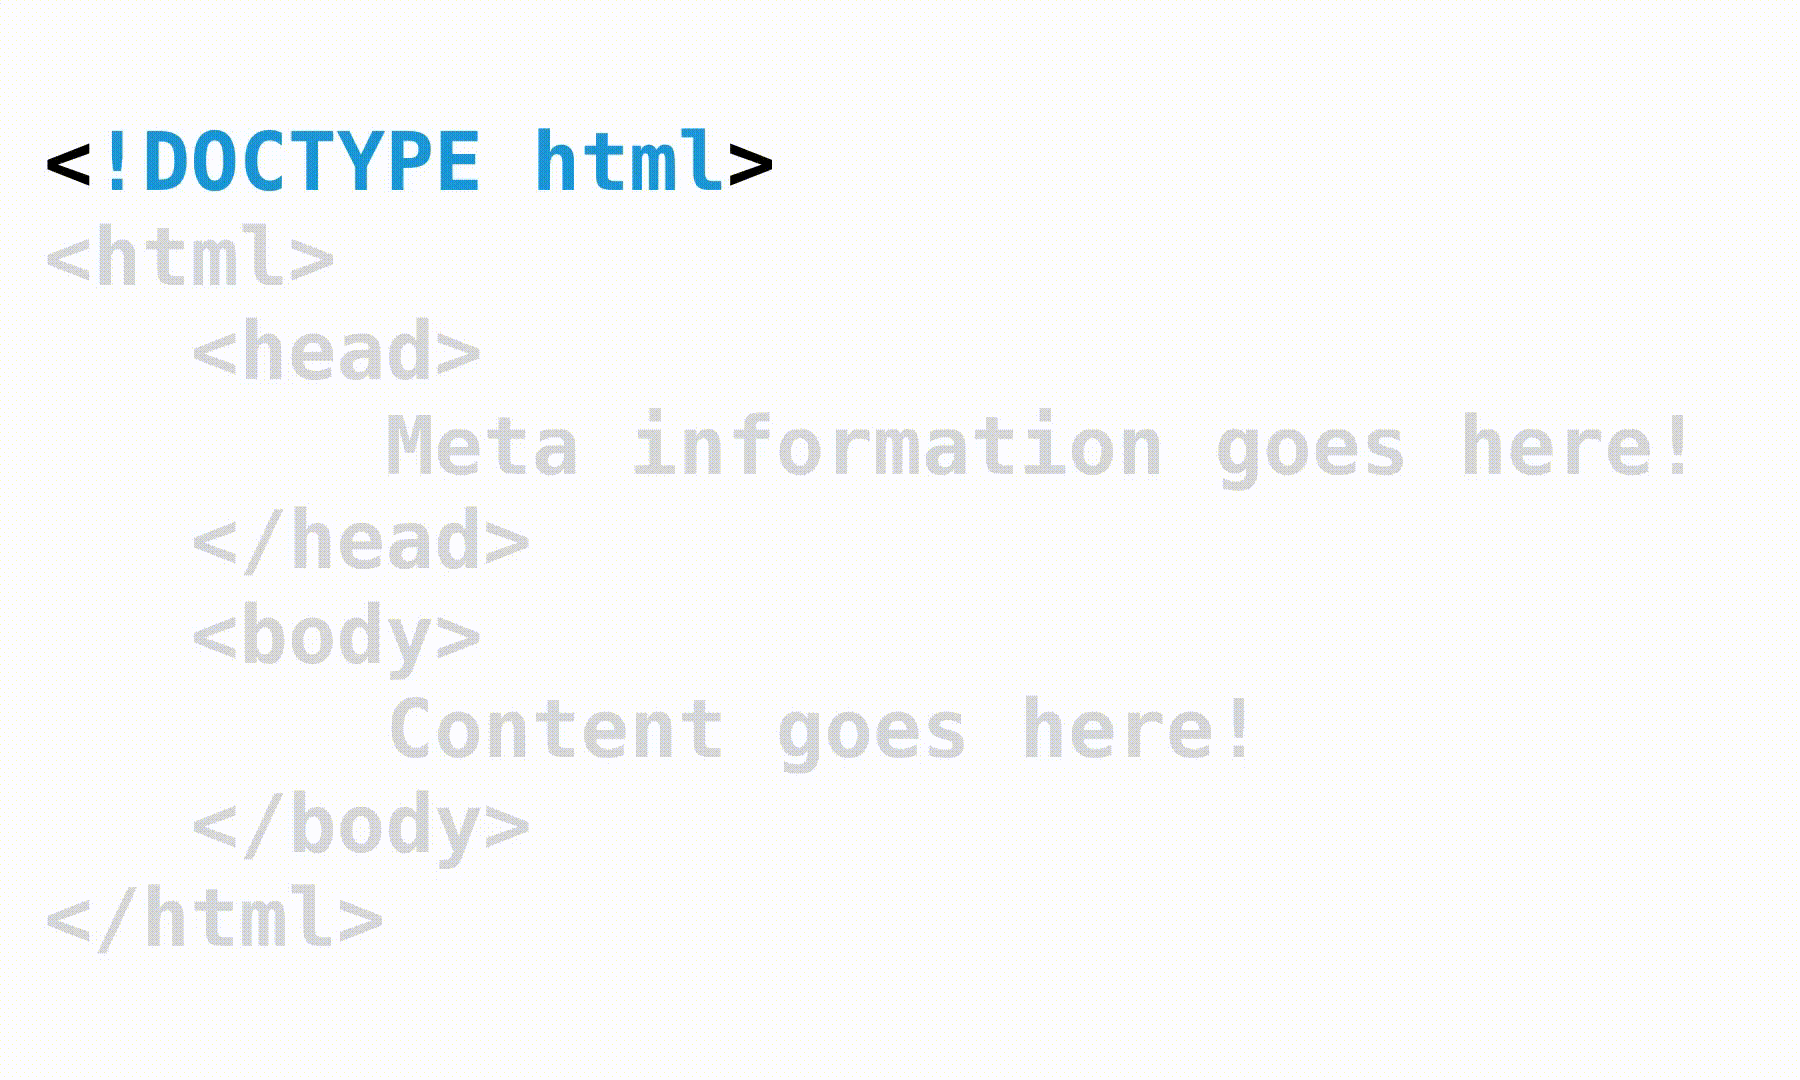 <!DOCTYPE html>
<html>
<head>
Meta information goes here!
</head>
<body>
Content goes here!
</body>
</html>